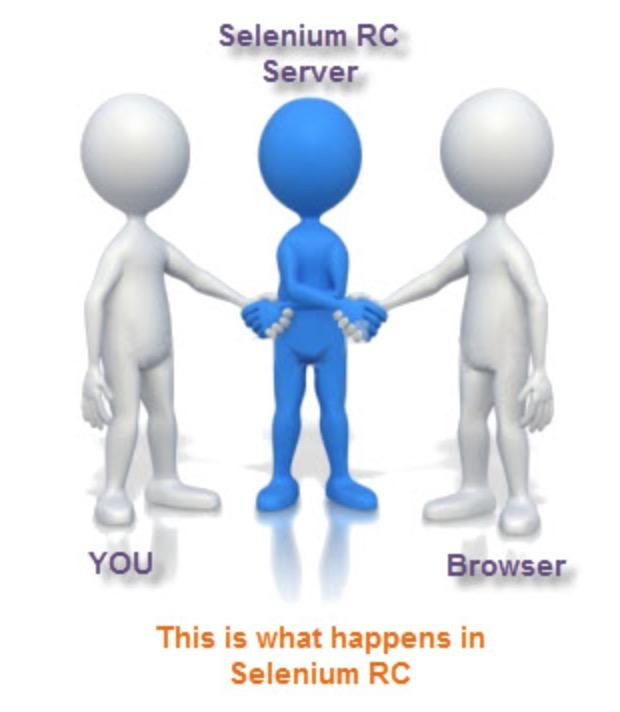 Selenium RC
Server
YOU
Browser
This is what happens in
Selenium RC